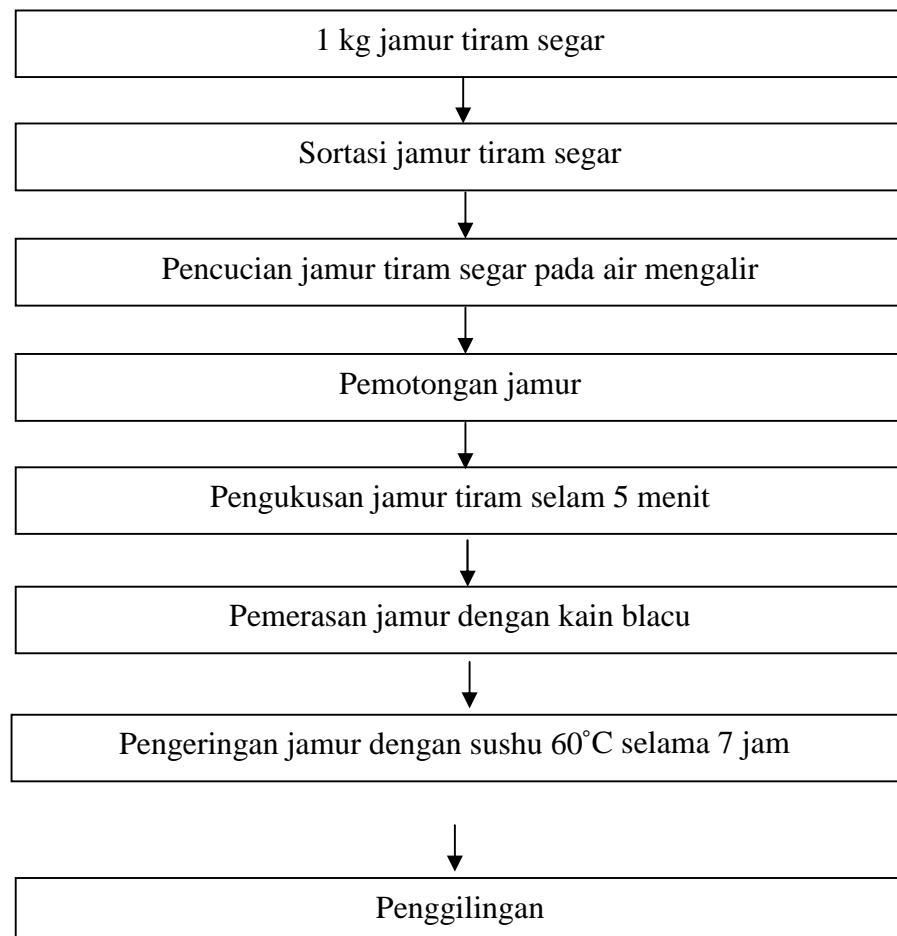 1 kg jamur tiram segar
Sortasi jamur tiram segar
Pencucian jamur tiram segar pada air mengalir
Pemotongan jamur
Pengukusan jamur tiram selam 5 menit
Pemerasan jamur dengan kain blacu
Pengeringan jamur dengan sushu 60˚C selama 7 jam
Penggilingan